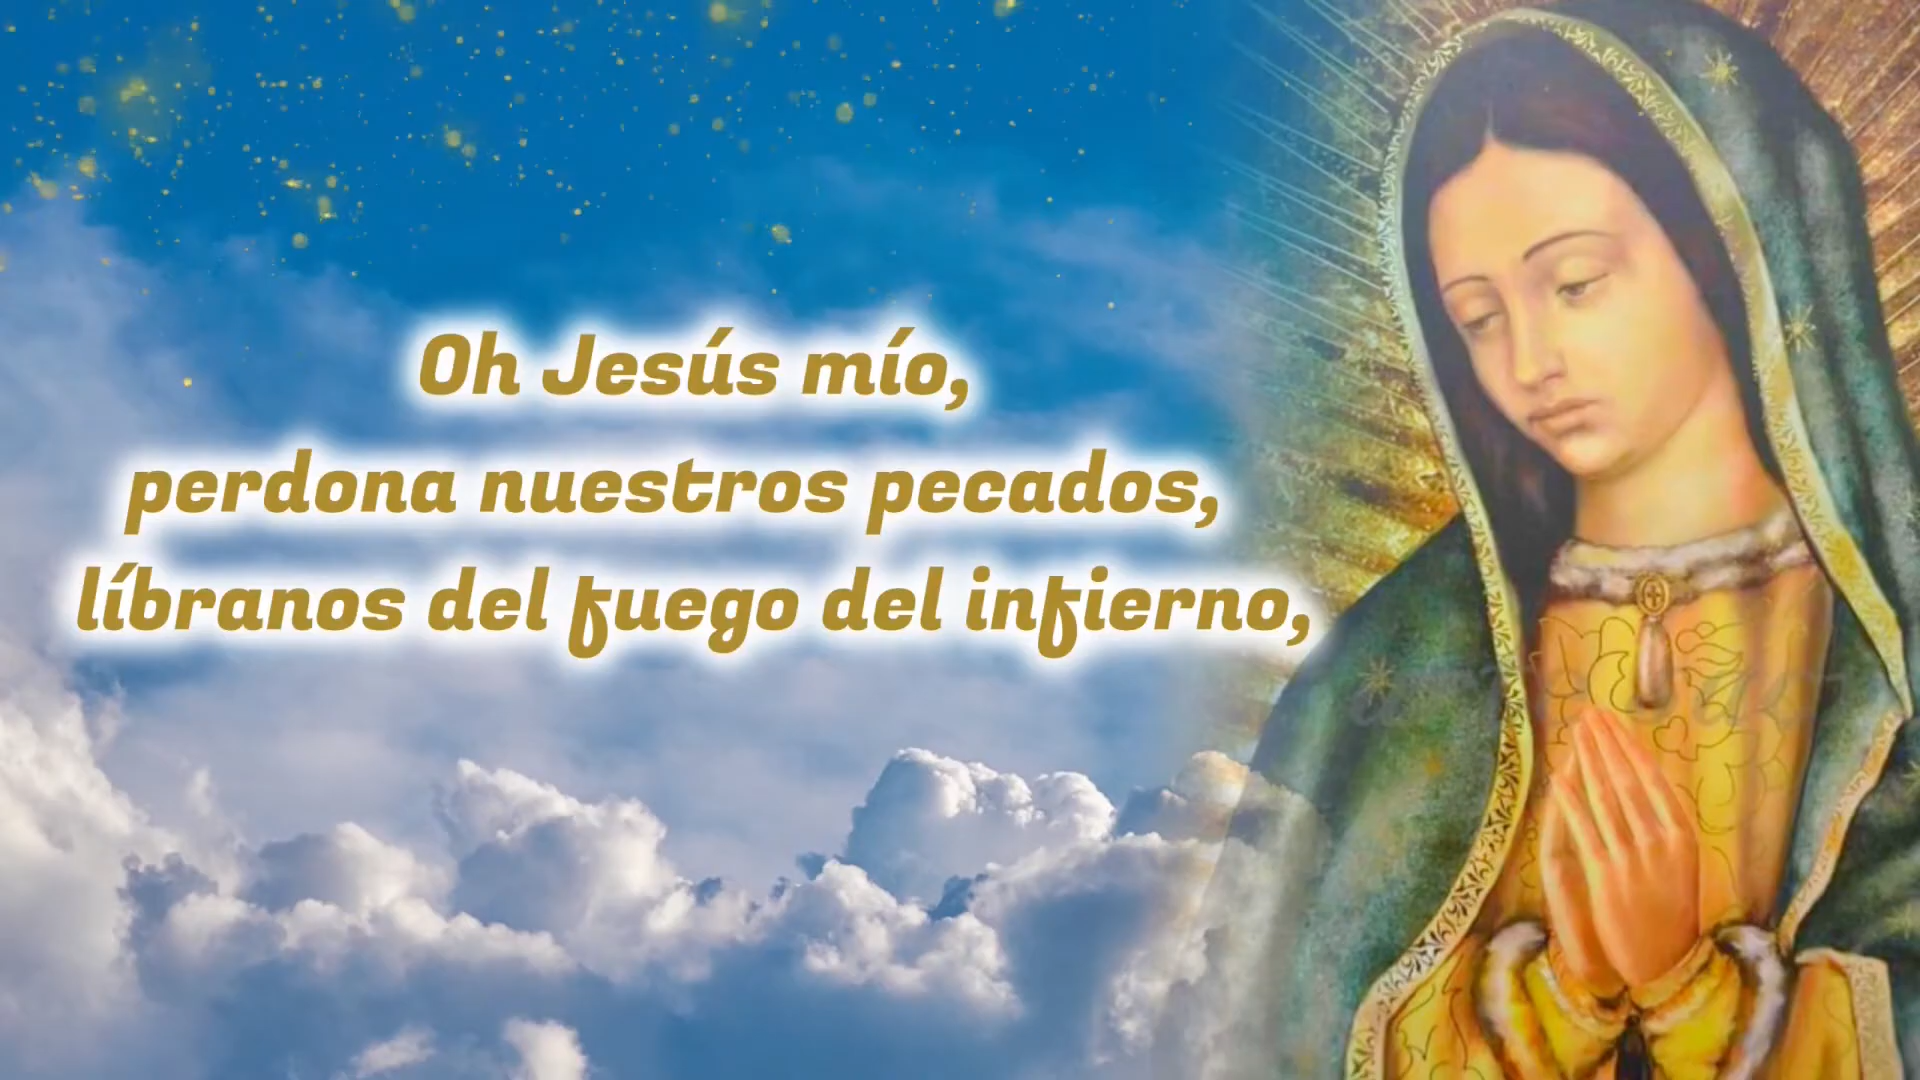 Oh Jesús mío,
perdona nuestros pecados,
líbranos del fuego del infierno,